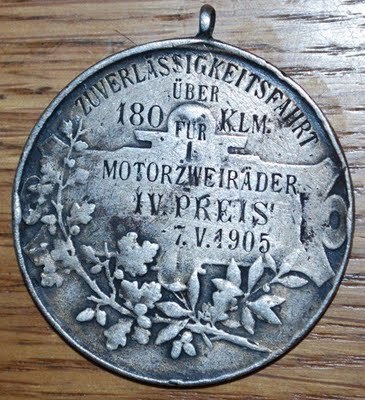 ZUVERLÄSSIGKEITSFAHRT
ÜBER
180 KLM.
FÜR
MOTORZWEIRÄDER
IV. PREIS
7. V. 1905